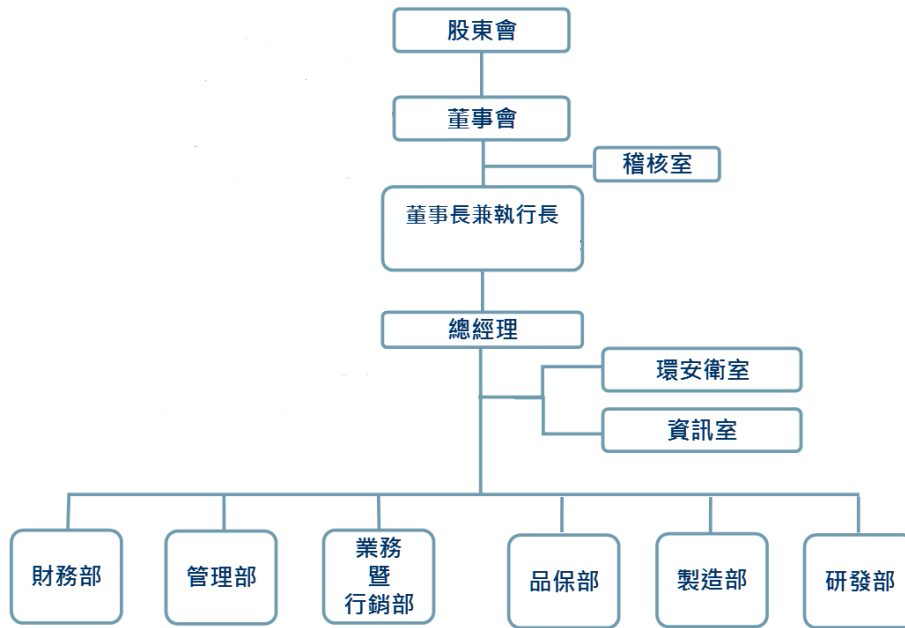 股東會
董事會
稽核室
董事長兼執行長
總經理
環安衛室
資訊室
財務部
管理部
業務
暨
行銷部
品保部
製造部
研發部